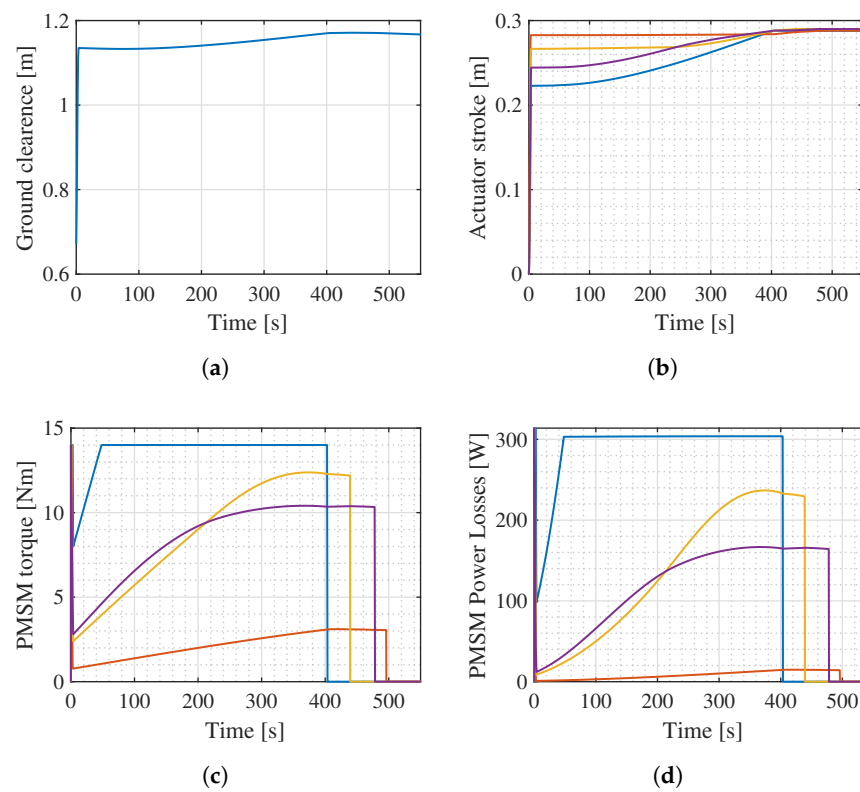 Ground clearence [m]
1.2
1
0.8
0.6
0 100 200 300 400 500
Time [s]
(a)
Actuator stroke [m]
0.3
0.2
0.1
0
0 100 200 300 400 500
Time [s]
(b)
PMSM torque [Nm]
15
10
5
0
0 100 200 300 400 500
Time [s]
(c)
PMSM Power Losses [W]
300
200
100
0
0 100 200 300 400 500
Time [s]
(d)